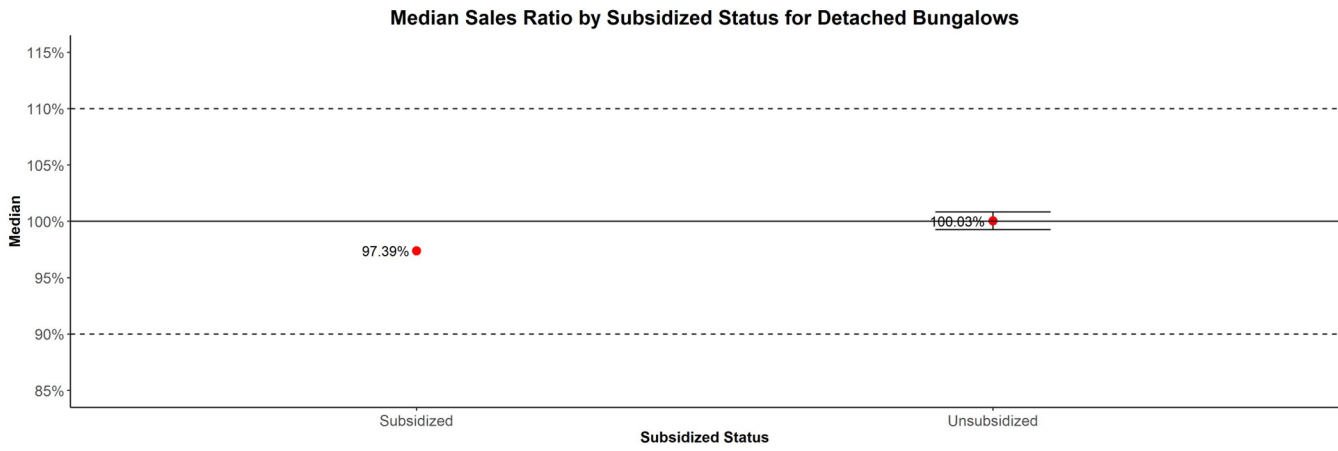 Median Sales Ratio by Subsidized Status for Detached Bungalows
Median
115%
110%
105%
100%
95%
90%
85%
97.39%
100.03%
Subsidized
Unsubsidized
Subsidized Status